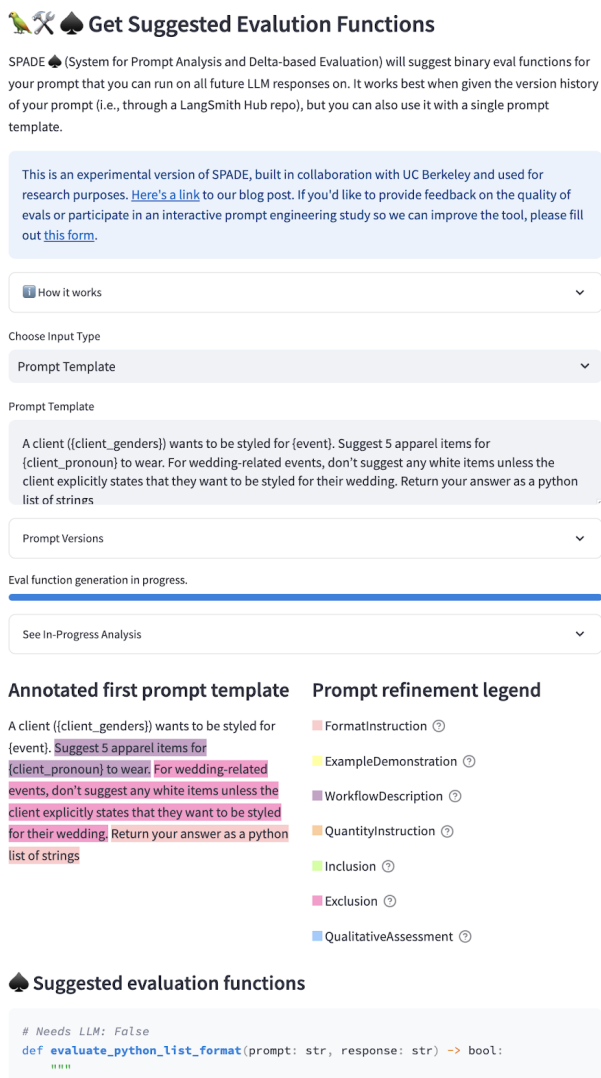 Get Suggested Evalution Functions
SPADE ♠ (System for Prompt Analysis and Delta-based Evaluation) will suggest binary eval functions for
your prompt that you can run on all future LLM responses on. It works best when given the version history
of your prompt (i.e., through a LangSmith Hub repo), but you can also use it with a single prompt
template.
This is an experimental version of SPADE, built in collaboration with UC Berkeley and used for
research purposes. Here's a link to our blog post. If you'd like to provide feedback on the quality of
evals or participate in an interactive prompt engineering study so we can improve the tool, please fill
out this form.
How it works
Choose Input Type
Prompt Template
Prompt Template
A client ({client_genders}) wants to be styled for {event}. Suggest 5 apparel items for
{client_pronoun} to wear. For wedding-related events, don’t suggest any white items unless the
client explicitly states that they want to be styled for their wedding. Return your answer as a python
list of strings
Prompt Versions
Eval function generation in progress.
See In-Progress Analysis
Annotated first prompt template
A client ({client_genders}) wants to be styled for
{event}. Suggest 5 apparel items for
{client_pronoun} to wear. For wedding-related
events, don’t suggest any white items unless the
client explicitly states that they want to be styled
for their wedding. Return your answer as a python
list of strings
Prompt refinement legend
FormatInstruction
ExampleDemonstration
WorkflowDescription
QuantityInstruction
Inclusion
Exclusion
QualitativeAssessment
Suggested evaluation functions
# Needs LLM: False
def evaluate_python_list_format(prompt: str, response: str) -> bool:
"""